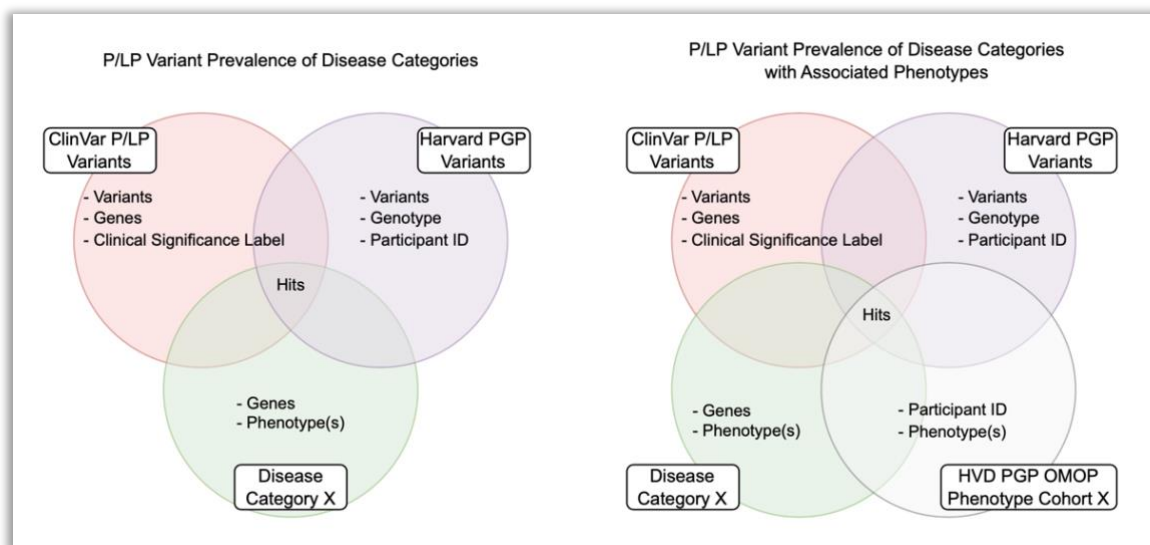 P/LP Variant Prevalence of Disease Categories
ClinVar P/LP
Variants
Harvard PGP
Variants
- Variants
- Genes
- Clinical Significance Label
- Variants
- Genotype
- Participant ID
Hits
- Genes
- Phenotype(s)
Disease
Category X
P/LP Variant Prevalence of Disease Categories
with Associated Phenotypes
ClinVar P/LP
Variants
Harvard PGP
Variants
- Variants
- Genes
- Clinical Significance Label
- Variants
- Genotype
- Participant ID
Hits
- Genes
- Phenotype(s)
- Participant ID
- Phenotype(s)
Disease
Category X
HVD PGP OMOP
Phenotype Cohort X